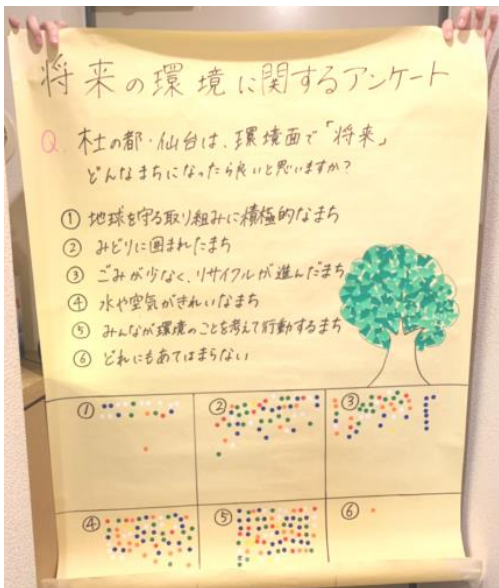 将来の環境に関するアンケート
Q. 杜の都・仙台は、環境面で「将来」
どんなまちになったら良いと思いますか?
① 地球を守る取り組みに積極的なまち
② みどりに囲まれたまち
③ ごみが少なく、リサイクルが進んだまち
④ 水や空気がきれいなまち
⑤ みんなが環境のことを考えて行動するまち
⑥ どれにもあてはまらない
① ② ③
④ ⑤ ⑥